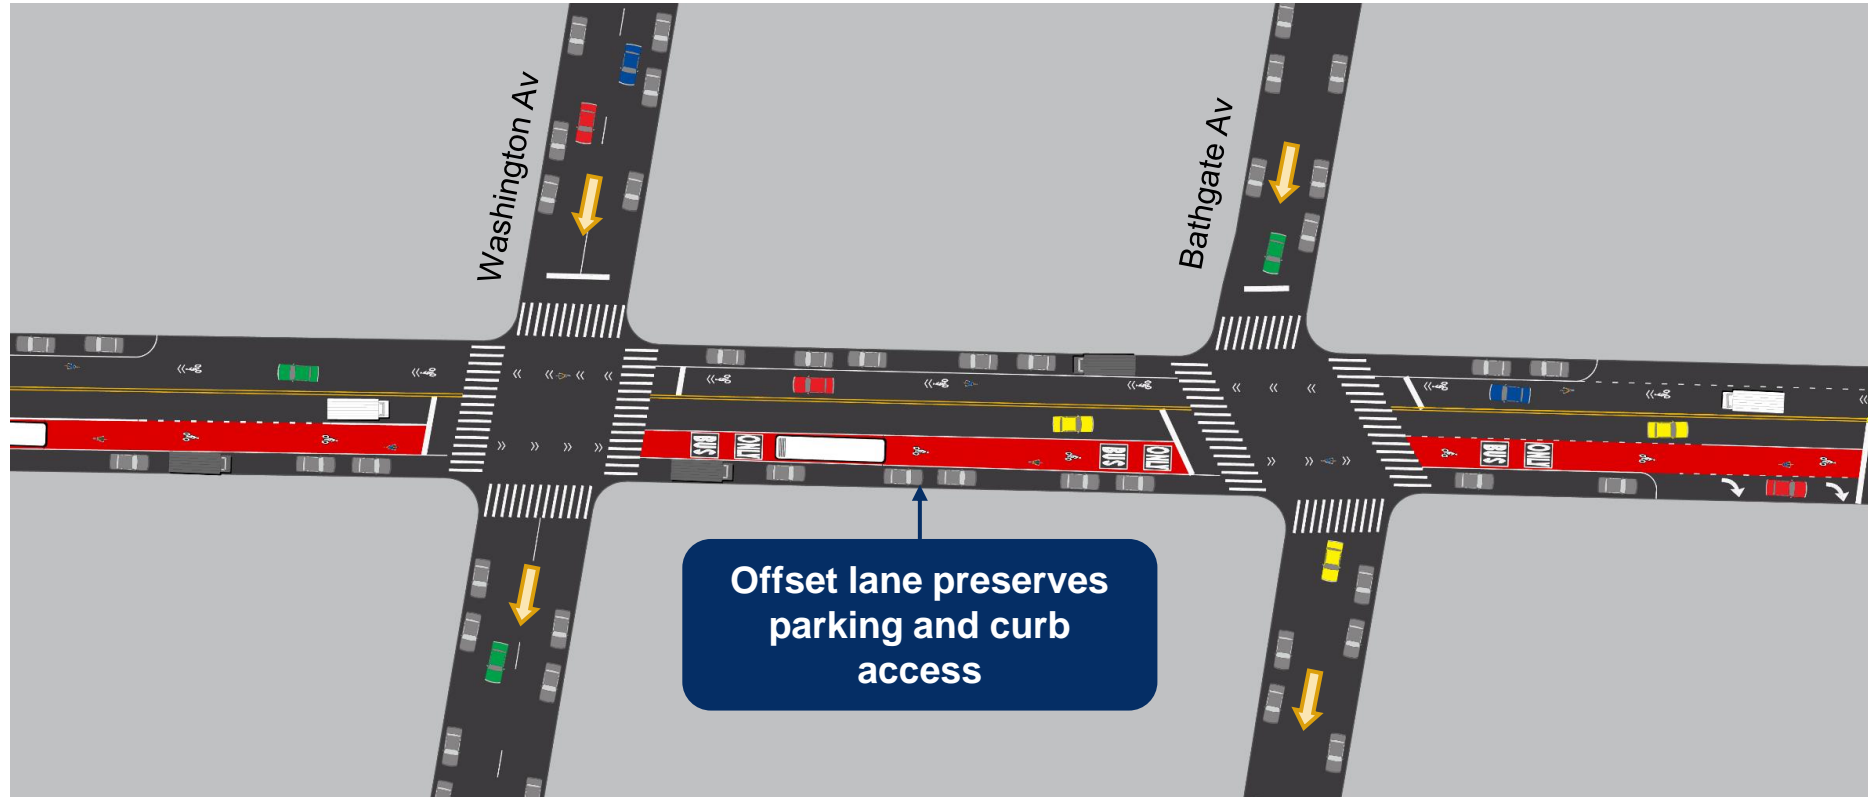 Washington Av
Bathgate Av
BUS
ONLY
BUS
ONLY
BUS
ONLY
Offset lane preserves
parking and curb
access